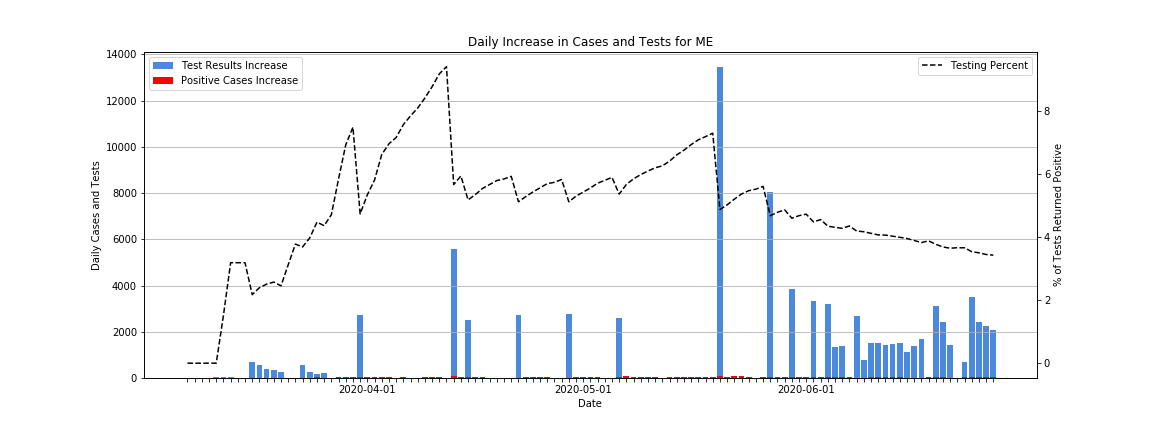 Daily Increase in Cases and Tests for ME
Test Results Increase
Positive Cases Increase
Testing Percent
14000
12000
10000
8000
6000
4000
2000
0
Daily Cases and Tests
8
6
4
2
0
% of Tests Returned Positive
2020-04-01
2020-05-01
2020-06-01
Date